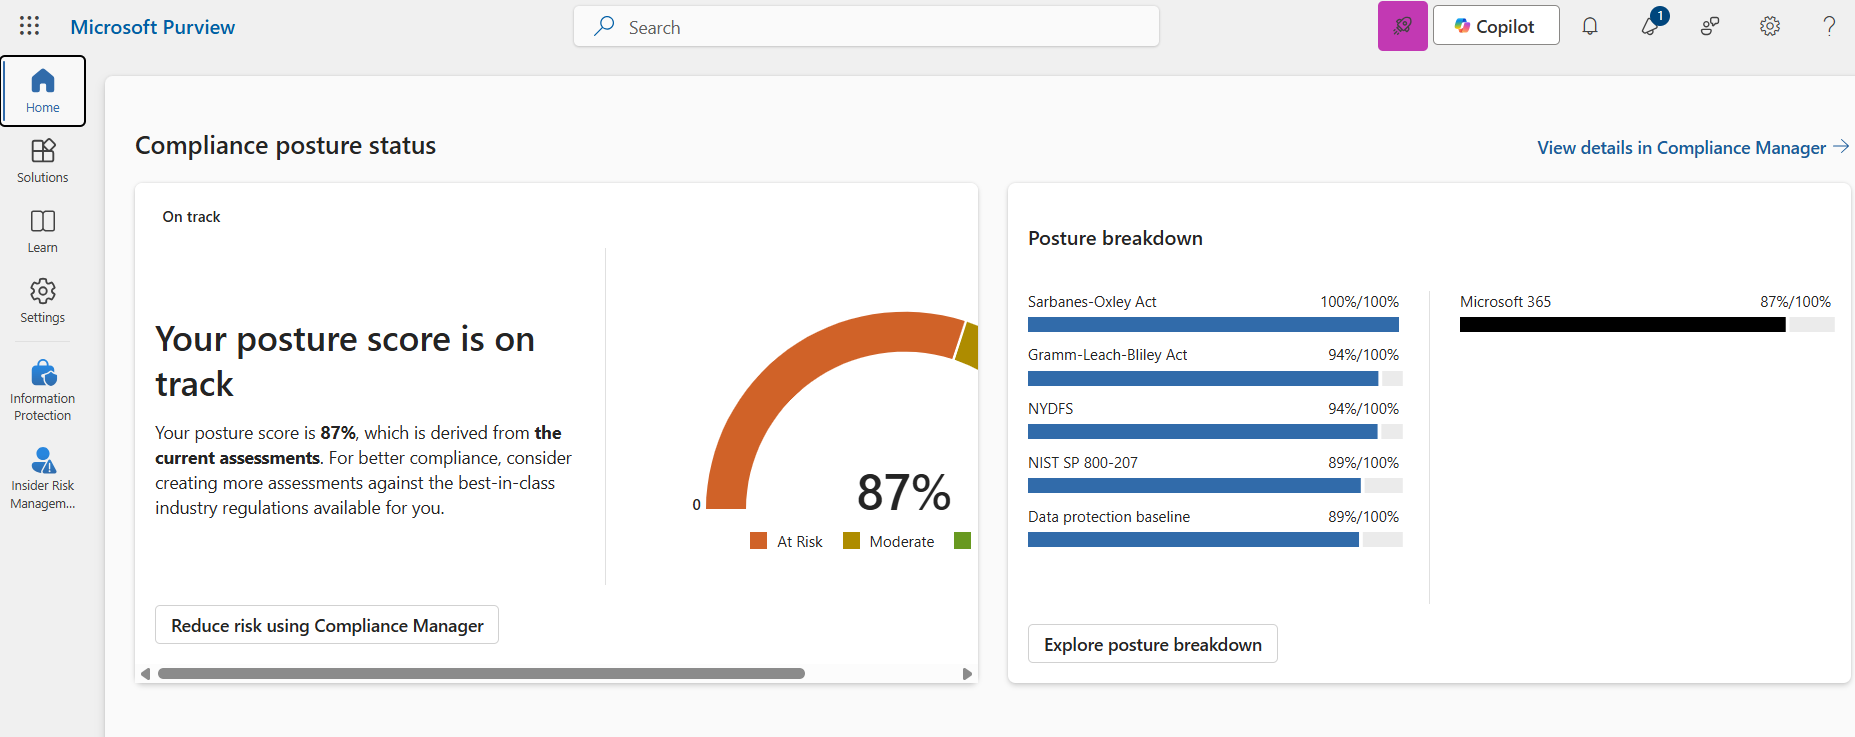 Microsoft Purview
Search
Copilot
1
Home
Solutions
Learn
Settings
Information
Protection
Insider Risk
Managem...
Compliance posture status
View details in Compliance Manager
On track
Your posture score is on
track
Your posture score is 87%, which is derived from the
current assessments. For better compliance, consider
creating more assessments against the best-in-class
industry regulations available for you.
0
87%
At Risk
Moderate
Reduce risk using Compliance Manager
Posture breakdown
Sarbanes-Oxley Act 100%/100%
Gramm-Leach-Bliley Act 94%/100%
NYDFS 94%/100%
NIST SP 800-207 89%/100%
Data protection baseline 89%/100%
Microsoft 365 87%/100%
Explore posture breakdown